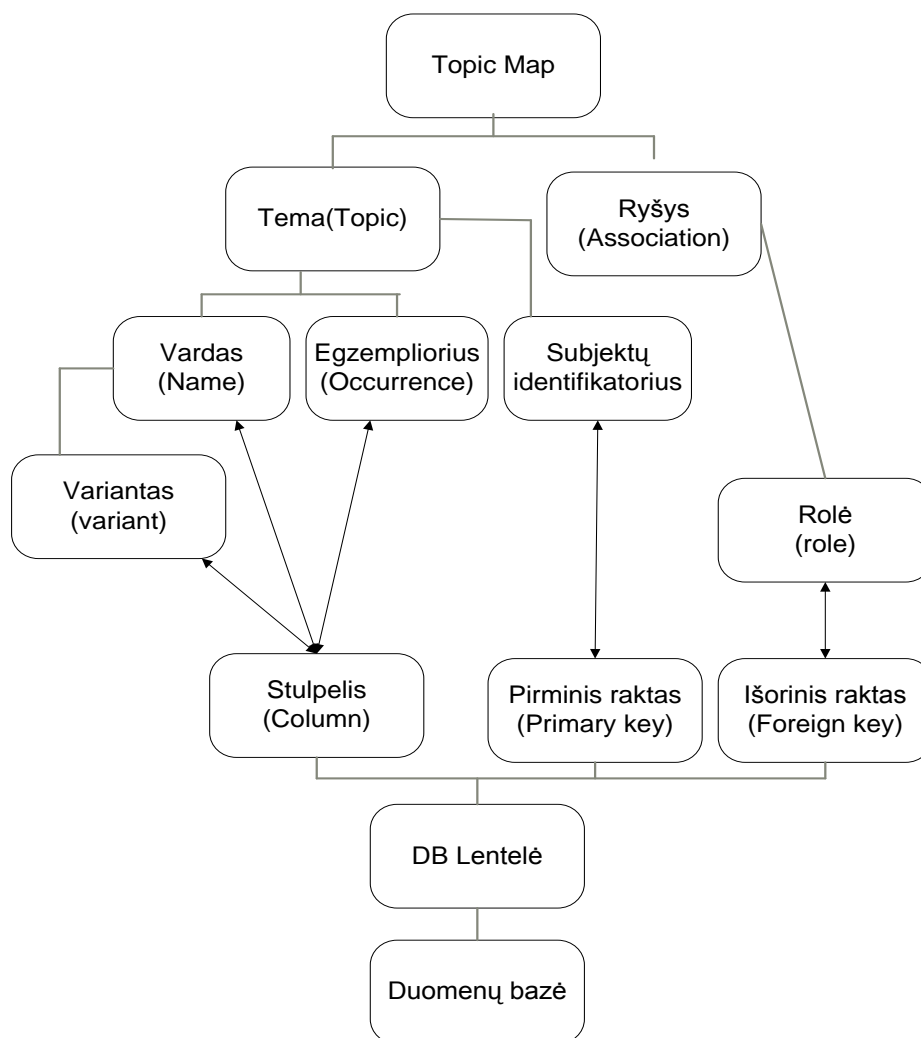 Topic Map
Tema(Topic)
Ryšys
(Association)
Vardas
(Name)
Egzempliorius
(Occurrence)
Subjektų
identifikatorius
Variantas
(variant)
Rolė
(role)
Stulpelis
(Column)
Pirminis raktas
(Primary key)
Išorinis raktas
(Foreign key)
DB Lentelė
Duomenų bazė